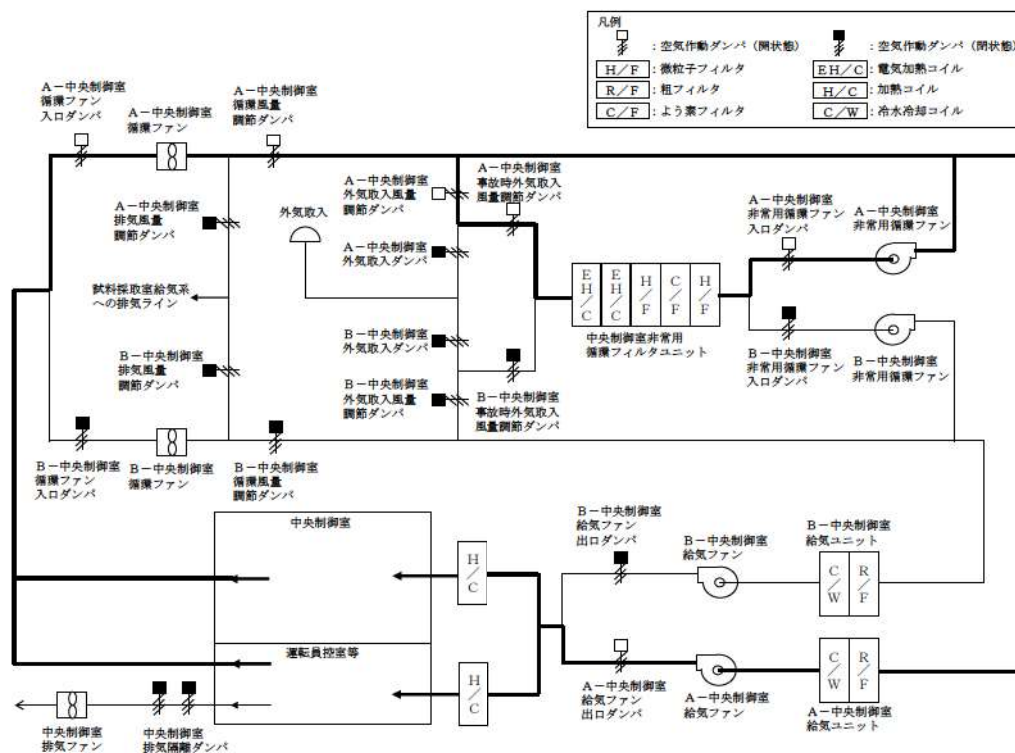 凡例
：空気作動ダンパ（開状態）
：空気作動ダンパ（閉状態）
H／F：微粒子フィルタ
EH／C：電気加熱コイル
R／F：粗フィルタ
H／C：加熱コイル
C／F：よう素フィルタ
C／W：冷水冷却コイル
A－中央制御室
循環ファン
入口ダンパ
A－中央制御室
循環ファン
A－中央制御室
循環風量
調節ダンパ
A－中央制御室
排気風量
調節ダンパ
外気取入
A－中央制御室
外気取入風量
調節ダンパ
A－中央制御室
事故時外気取入
風量調節ダンパ
A－中央制御室
外気取入ダンパ
A－中央制御室
非常用循環ファン
入口ダンパ
A－中央制御室
非常用循環ファン
試料採取室給気系
への排気ライン
EH／C
EH／C
H／F
C／F
H／F
中央制御室非常用
循環フィルタユニット
B－中央制御室
外気取入ダンパ
B－中央制御室
排気風量
調節ダンパ
B－中央制御室
外気取入風量
調節ダンパ
B－中央制御室
事故時外気取入
風量調節ダンパ
B－中央制御室
非常用循環ファン
入口ダンパ
B－中央制御室
非常用循環ファン
B－中央制御室
循環ファン
入口ダンパ
B－中央制御室
循環ファン
B－中央制御室
循環風量
調節ダンパ
中央制御室
H／C
B－中央制御室
給気ファン
出口ダンパ
B－中央制御室
給気ファン
B－中央制御室
給気ユニット
C／W
R／F
運転員控室等
H／C
A－中央制御室
給気ファン
出口ダンパ
A－中央制御室
給気ファン
C／W
R／F
A－中央制御室
給気ユニット
中央制御室
排気ファン
中央制御室
排気隔離ダンパ